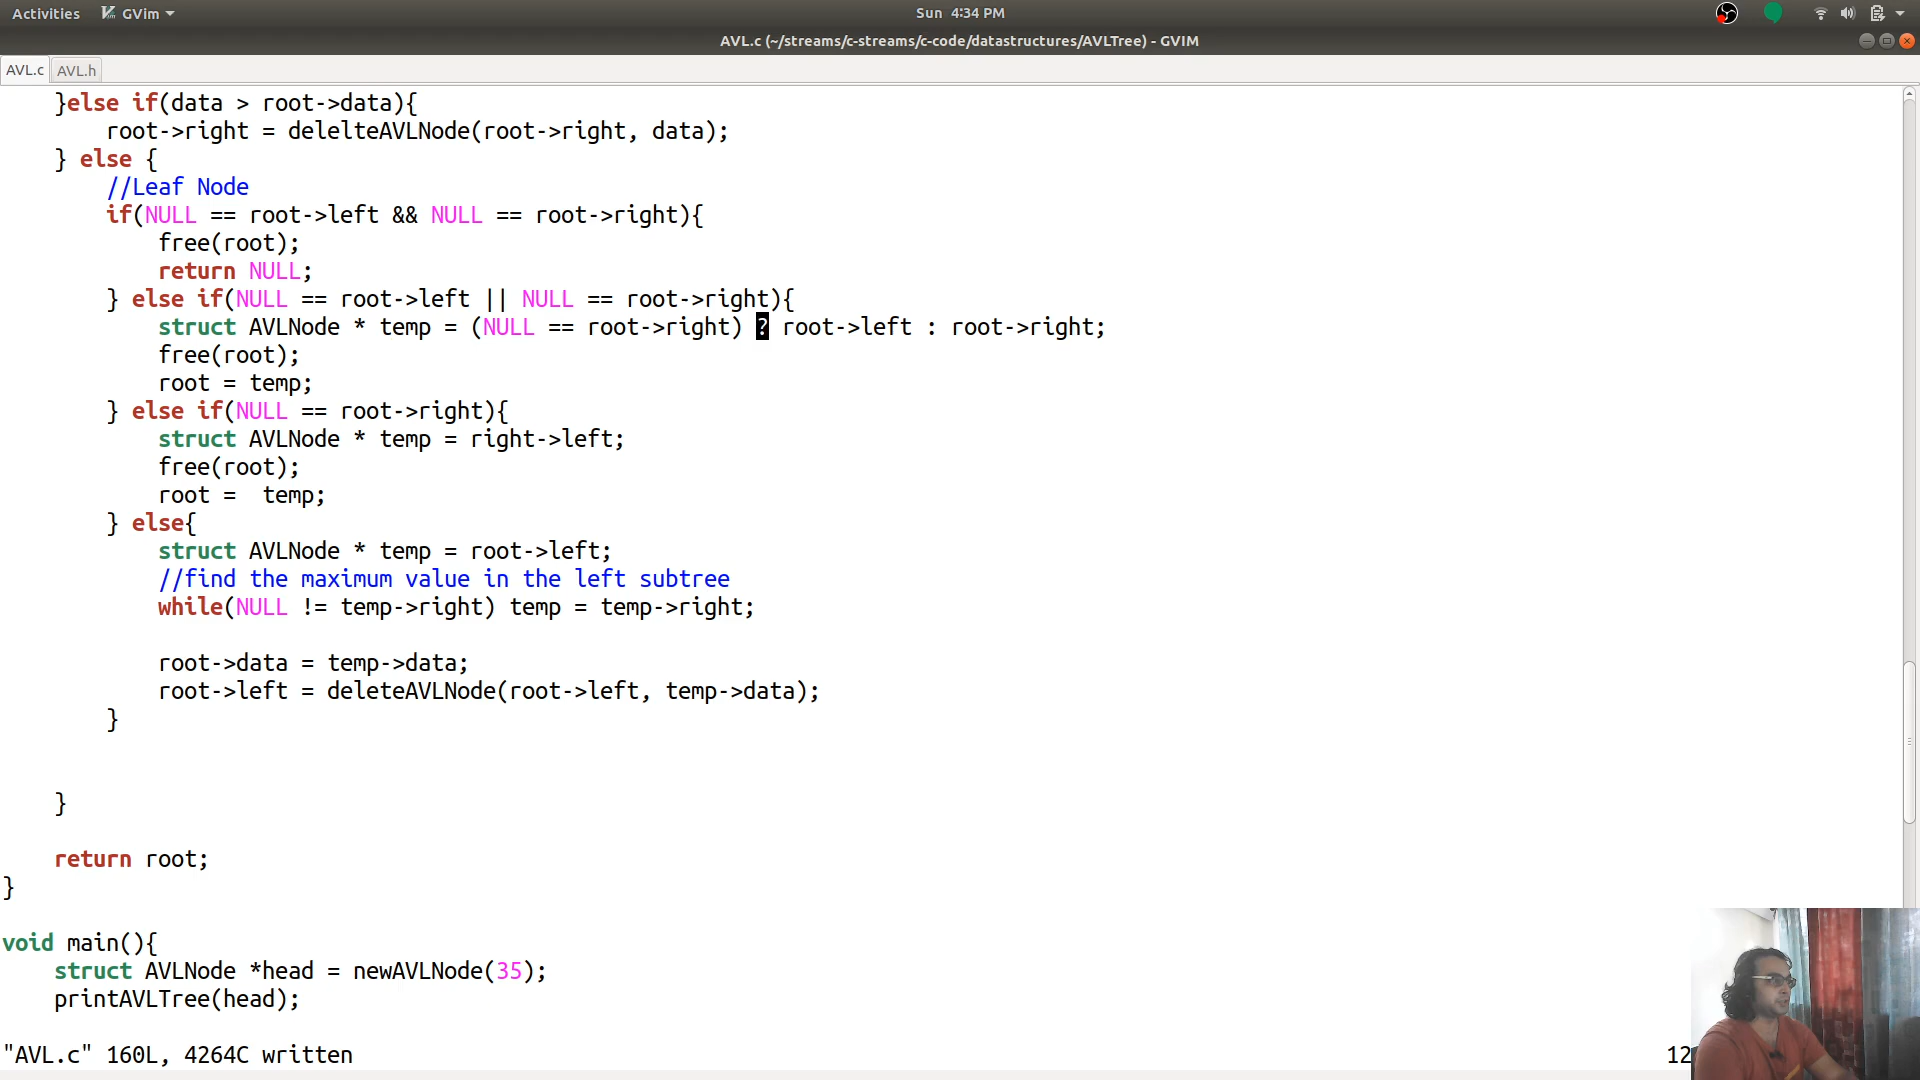 Activities GVim Sun 4:34 PM
AVL.c (~/streams/c-streams/c-code/datastructures/AVLTree) - GVIM
AVL.c AVL.h
    }else if(data > root->data){
        root->right = delelteAVLNode(root->right, data);
    } else {
        //Leaf Node
        if(NULL == root->left && NULL == root->right){
            free(root);
            return NULL;
        } else if(NULL == root->left || NULL == root->right){
            struct AVLNode * temp = (NULL == root->right) ? root->left : root->right;
            free(root);
            root = temp;
        } else if(NULL == root->right){
            struct AVLNode * temp = right->left;
            free(root);
            root =  temp;
        } else{
            struct AVLNode * temp = root->left;
            //find the maximum value in the left subtree
            while(NULL != temp->right) temp = temp->right;
            root->data = temp->data;
            root->left = deleteAVLNode(root->left, temp->data);
        }
    }
    return root;
}
void main(){
    struct AVLNode *head = newAVLNode(35);
    printAVLTree(head);
"AVL.c" 160L, 4264C written 12